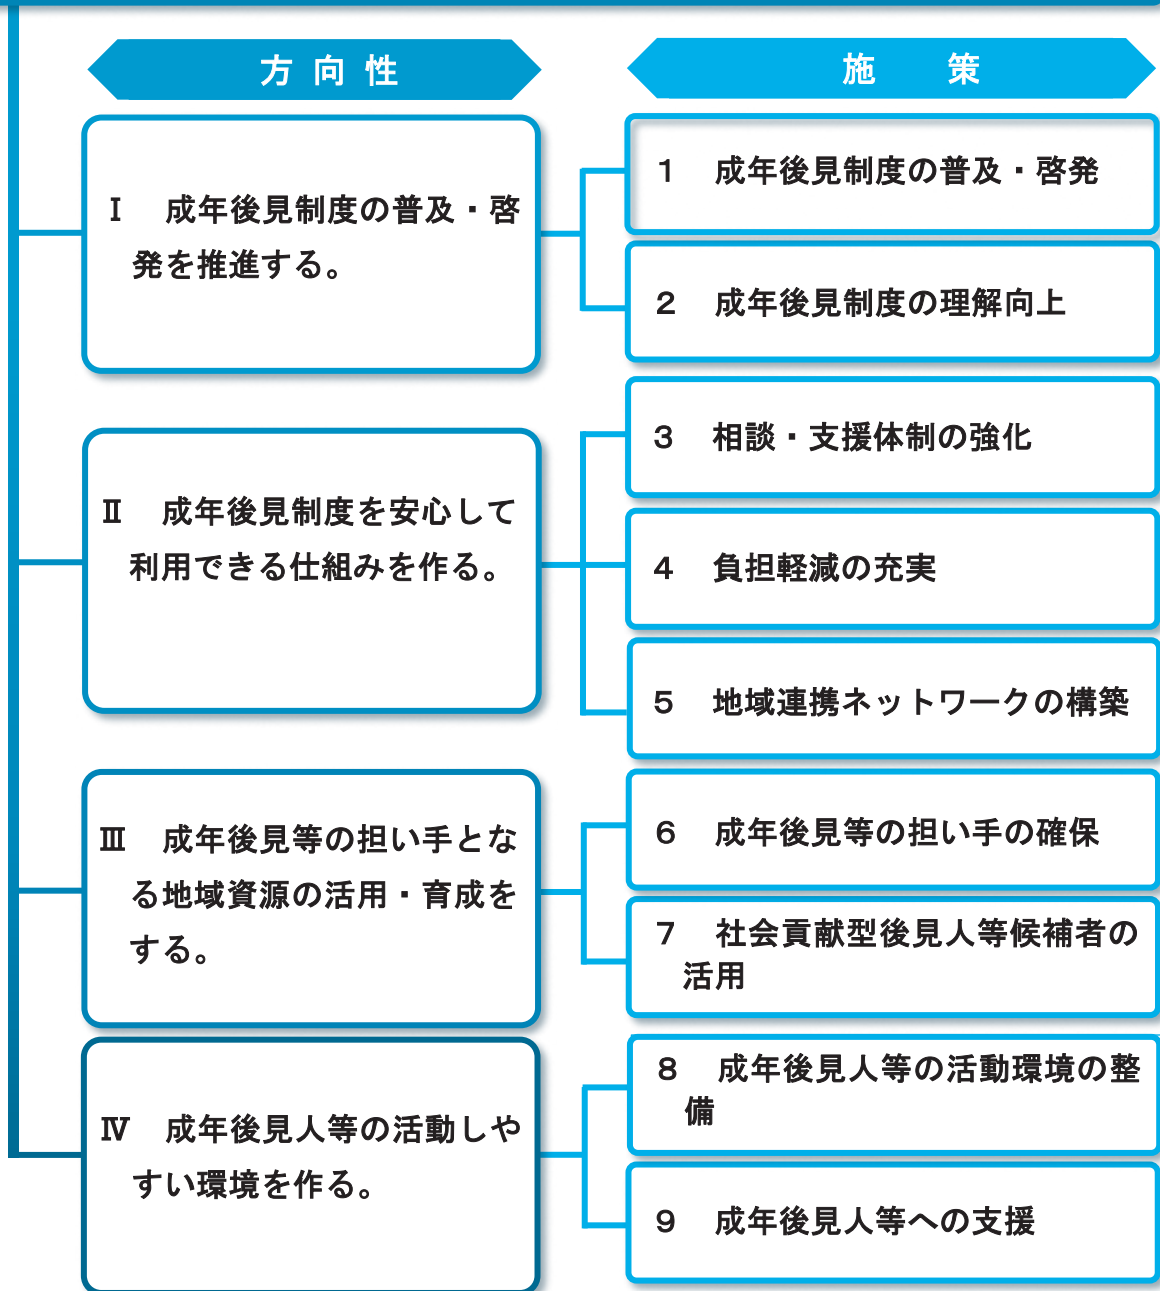 方向性
施策
Ⅰ 成年後見制度の普及・啓
発を推進する。
1 成年後見制度の普及・啓発
2 成年後見制度の理解向上
Ⅱ 成年後見制度を安心して
利用できる仕組みを作る。
3 相談・支援体制の強化
4 負担軽減の充実
5 地域連携ネットワークの構築
Ⅲ 成年後見等の担い手とな
る地域資源の活用・育成を
する。
6 成年後見等の担い手の確保
7 社会貢献型後見人等候補者の
活用
Ⅳ 成年後見人等の活動しや
すい環境を作る。
8 成年後見人等の活動環境の整
備
9 成年後見人等への支援